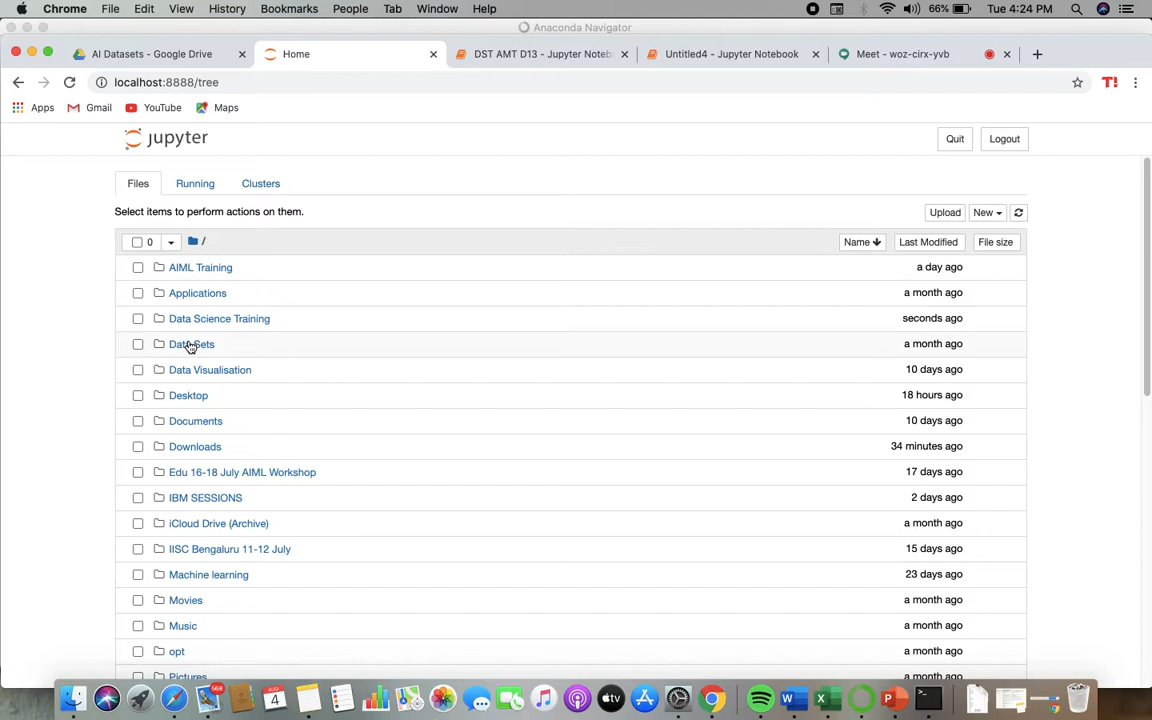 Chrome File Edit View History Bookmarks People Tab Window Help 66% Tue 4:24 PM
Anaconda Navigator
AI Datasets - Google Drive Home DST AMT D13 - Jupyter Noteb Untitled4 - Jupyter Notebook Meet - woz-cirx-yvb
localhost:8888/tree T!
Apps Gmail YouTube Maps
jupyter Quit Logout
Files Running Clusters
Select items to perform actions on them. Upload New
0 / Name Last Modified File size
AIML Training a day ago
Applications a month ago
Data Science Training seconds ago
Data Sets a month ago
Data Visualisation 10 days ago
Desktop 18 hours ago
Documents 10 days ago
Downloads 34 minutes ago
Edu 16-18 July AIML Workshop 17 days ago
IBM SESSIONS 2 days ago
iCloud Drive (Archive) a month ago
IISC Bengaluru 11-12 July 15 days ago
Machine learning 23 days ago
Movies a month ago
Music a month ago
opt a month ago
Pictures
AUG 4 tv